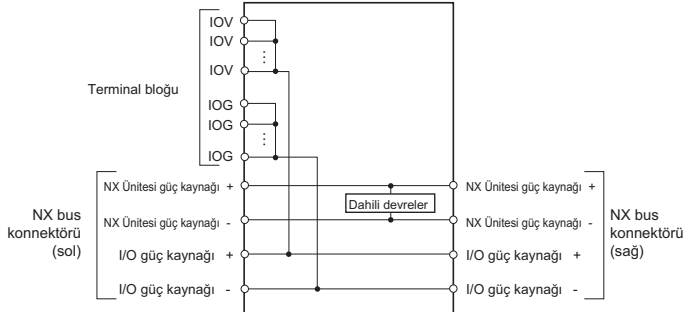 IOV
IOV
⋮
IOV
Terminal bloğu
IOG
IOG
⋮
IOG
NX bus
konnektörü
(sol)
NX Ünitesi güç kaynağı +
NX Ünitesi güç kaynağı -
I/O güç kaynağı +
I/O güç kaynağı -
Dahili devreler
NX Ünitesi güç kaynağı +
NX Ünitesi güç kaynağı -
I/O güç kaynağı +
I/O güç kaynağı -
NX bus
konnektörü
(sağ)